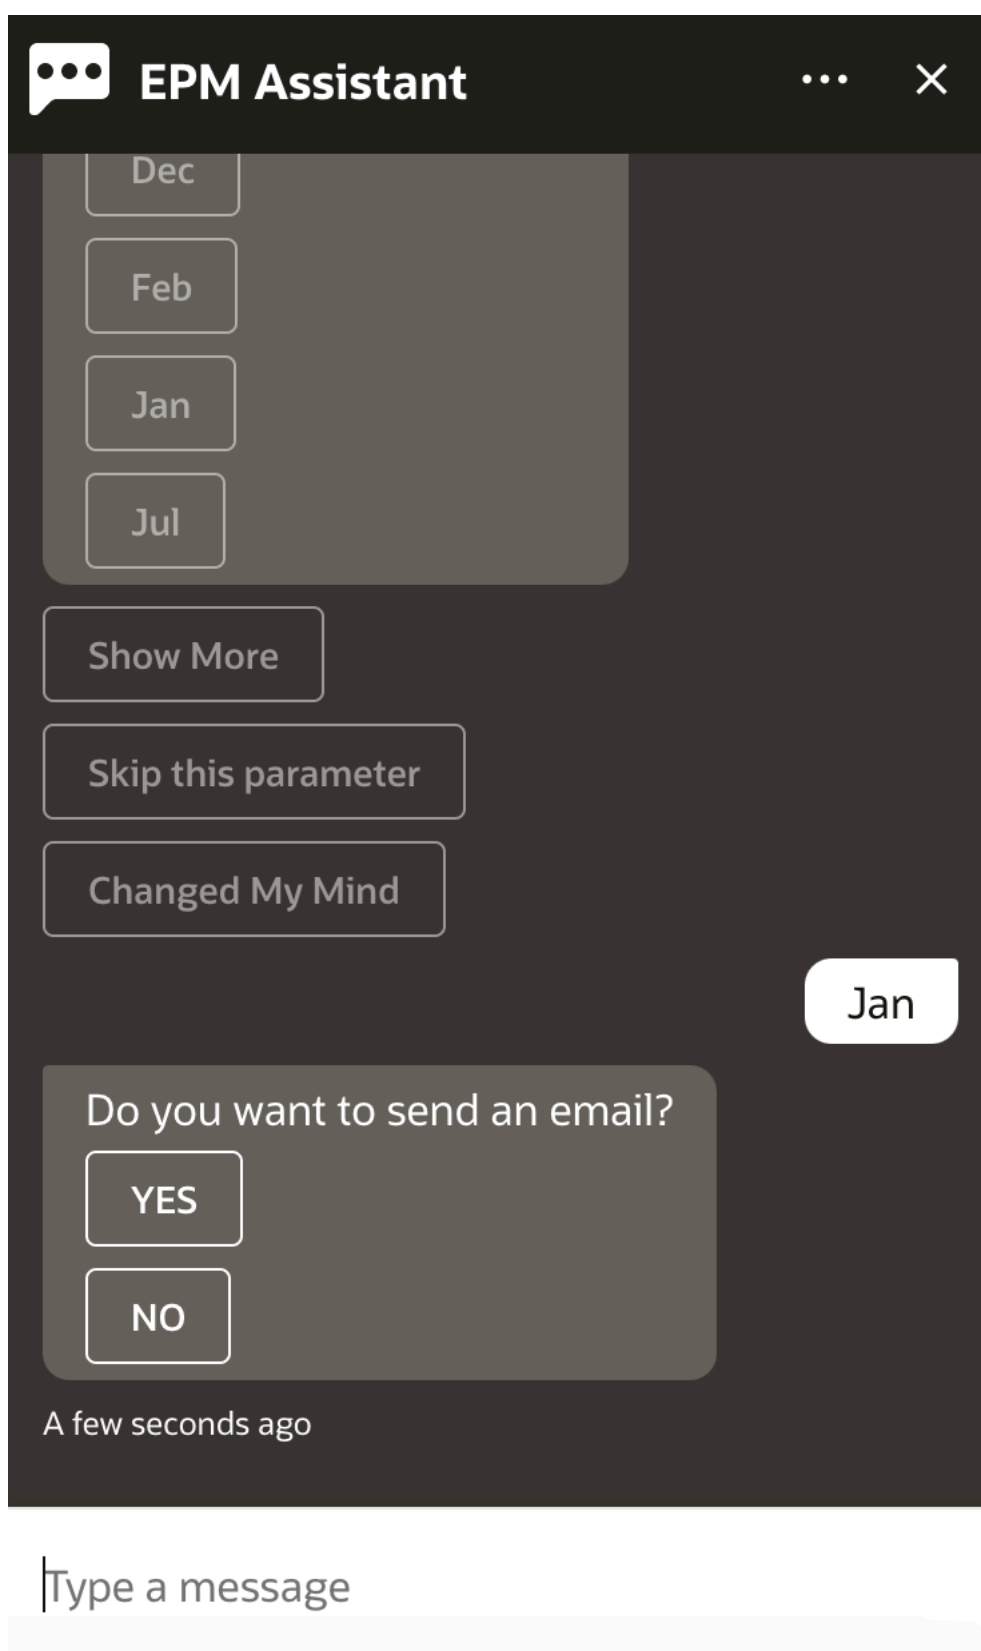 EPM Assistant
Dec
Feb
Jan
Jul
Show More
Skip this parameter
Changed My Mind
Jan
Do you want to send an email?
YES
NO
A few seconds ago
Type a message